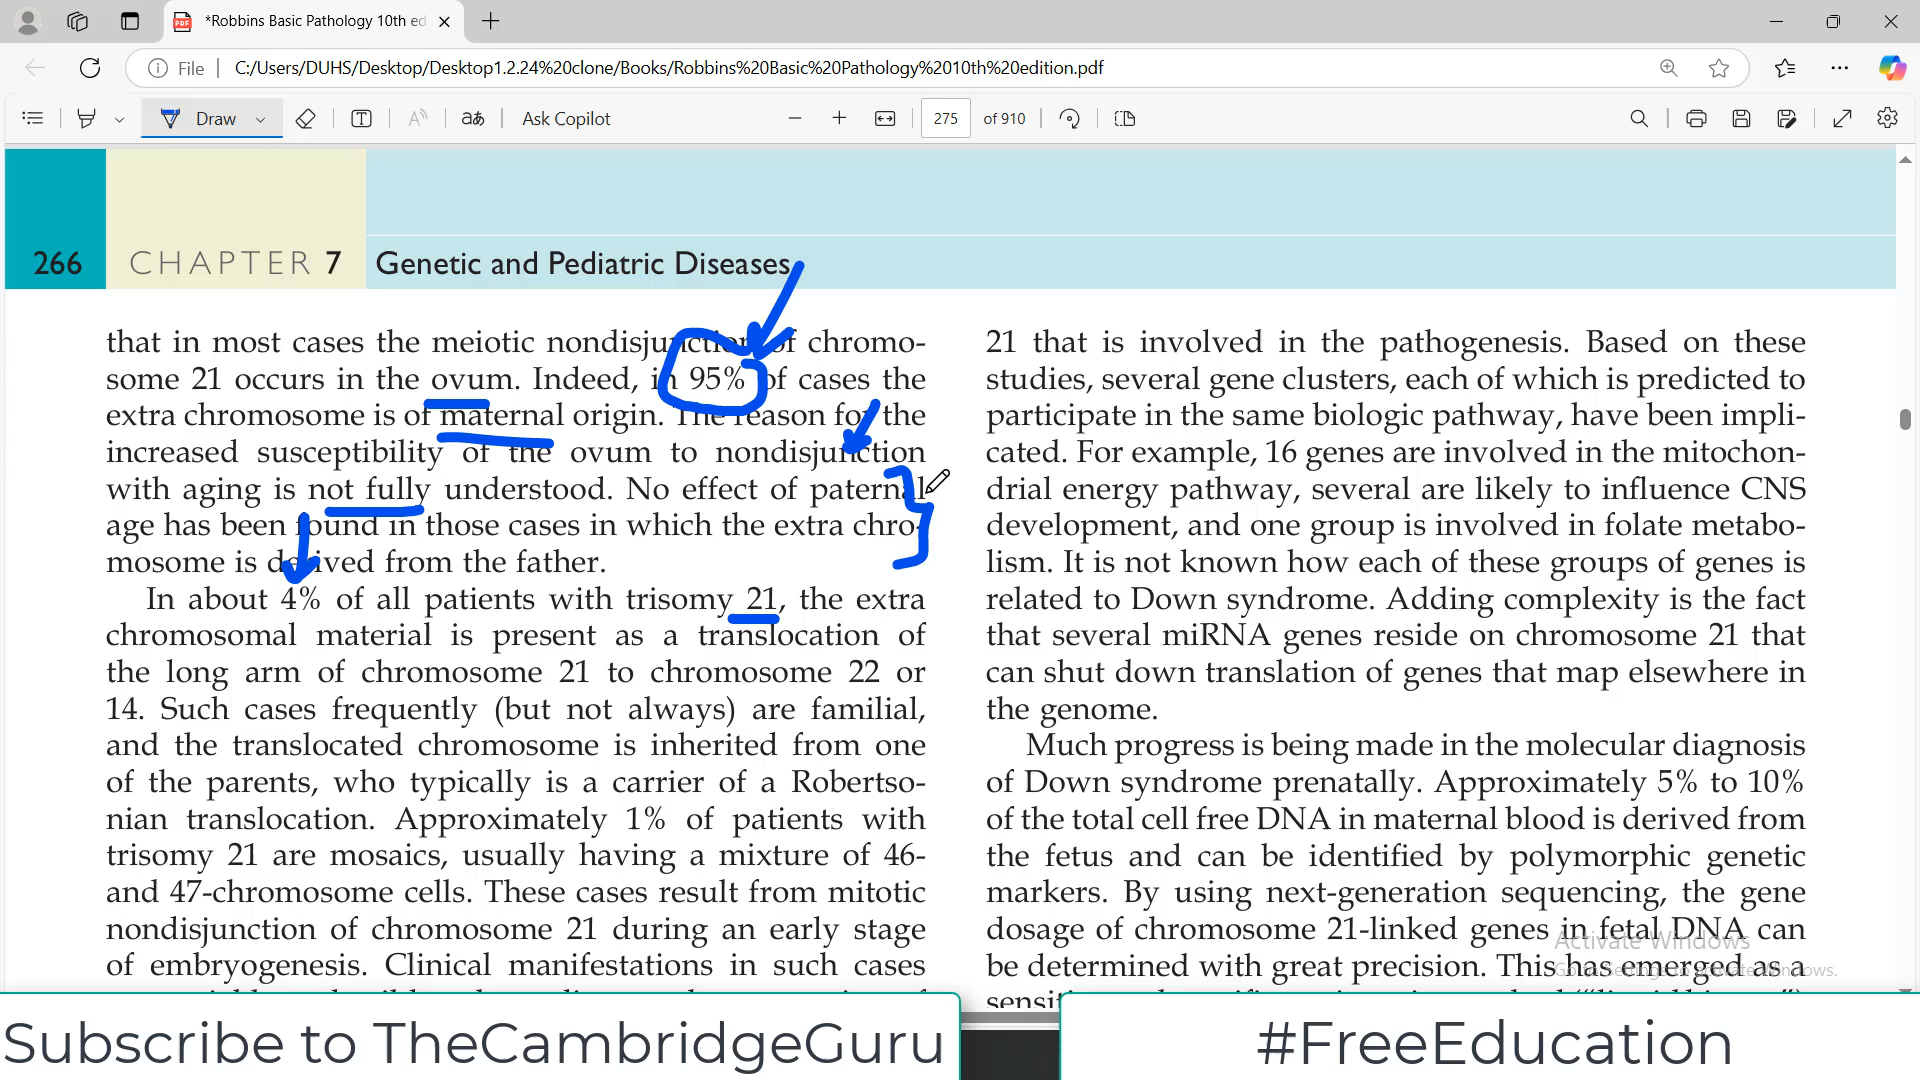 *Robbins Basic Pathology 10th ed
File
C:/Users/DUHS/Desktop/Desktop1.2.24%20clone/Books/Robbins%20Basic%20Pathology%2010th%20edition.pdf
Draw
Ask Copilot
275 of 910
266 CHAPTER 7 Genetic and Pediatric Diseases
that in most cases the meiotic nondisjunction of chromo-
some 21 occurs in the ovum. Indeed, in 95% of cases the
extra chromosome is of maternal origin. The reason for the
increased susceptibility of the ovum to nondisjunction
with aging is not fully understood. No effect of paternal
age has been found in those cases in which the extra chro-
mosome is derived from the father.
In about 4% of all patients with trisomy 21, the extra
chromosomal material is present as a translocation of
the long arm of chromosome 21 to chromosome 22 or
14. Such cases frequently (but not always) are familial,
and the translocated chromosome is inherited from one
of the parents, who typically is a carrier of a Robertso-
nian translocation. Approximately 1% of patients with
trisomy 21 are mosaics, usually having a mixture of 46-
and 47-chromosome cells. These cases result from mitotic
nondisjunction of chromosome 21 during an early stage
of embryogenesis. Clinical manifestations in such cases
21 that is involved in the pathogenesis. Based on these
studies, several gene clusters, each of which is predicted to
participate in the same biologic pathway, have been impli-
cated. For example, 16 genes are involved in the mitochon-
drial energy pathway, several are likely to influence CNS
development, and one group is involved in folate metabo-
lism. It is not known how each of these groups of genes is
related to Down syndrome. Adding complexity is the fact
that several miRNA genes reside on chromosome 21 that
can shut down translation of genes that map elsewhere in
the genome.
Much progress is being made in the molecular diagnosis
of Down syndrome prenatally. Approximately 5% to 10%
of the total cell free DNA in maternal blood is derived from
the fetus and can be identified by polymorphic genetic
markers. By using next-generation sequencing, the gene
dosage of chromosome 21-linked genes in fetal DNA can
be determined with great precision. This has emerged as a
Activate Windows
Go to Settings to activate Windows.
Subscribe to TheCambridgeGuru
#FreeEducation